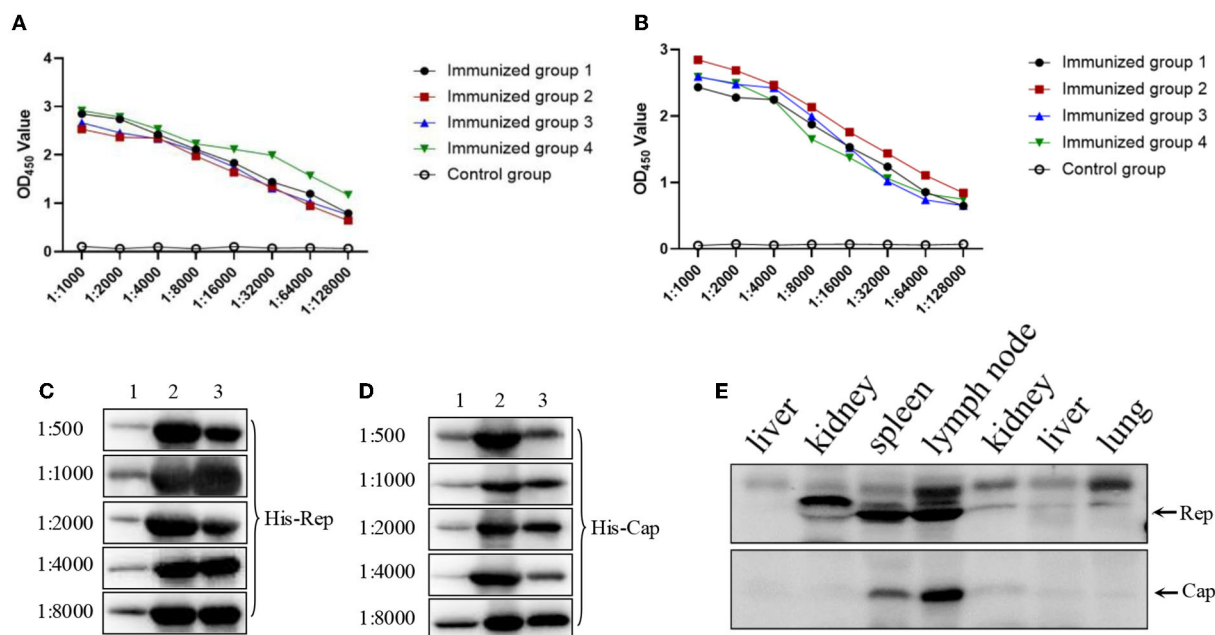 A
4
3
2
1
0
OD450 Value
1:1000
1:2000
1:4000
1:8000
1:16000
1:32000
1:64000
1:128000
Immunized group 1
Immunized group 2
Immunized group 3
Immunized group 4
Control group
B
3
2
1
0
OD450 Value
1:1000
1:2000
1:4000
1:8000
1:16000
1:32000
1:64000
1:128000
Immunized group 1
Immunized group 2
Immunized group 3
Immunized group 4
Control group
C
1 2 3
1:500
1:1000
1:2000
1:4000
1:8000
His-Rep
D
1 2 3
1:500
1:1000
1:2000
1:4000
1:8000
His-Cap
E
liver
kidney
spleen
lymph node
kidney
liver
lung
Rep
Cap